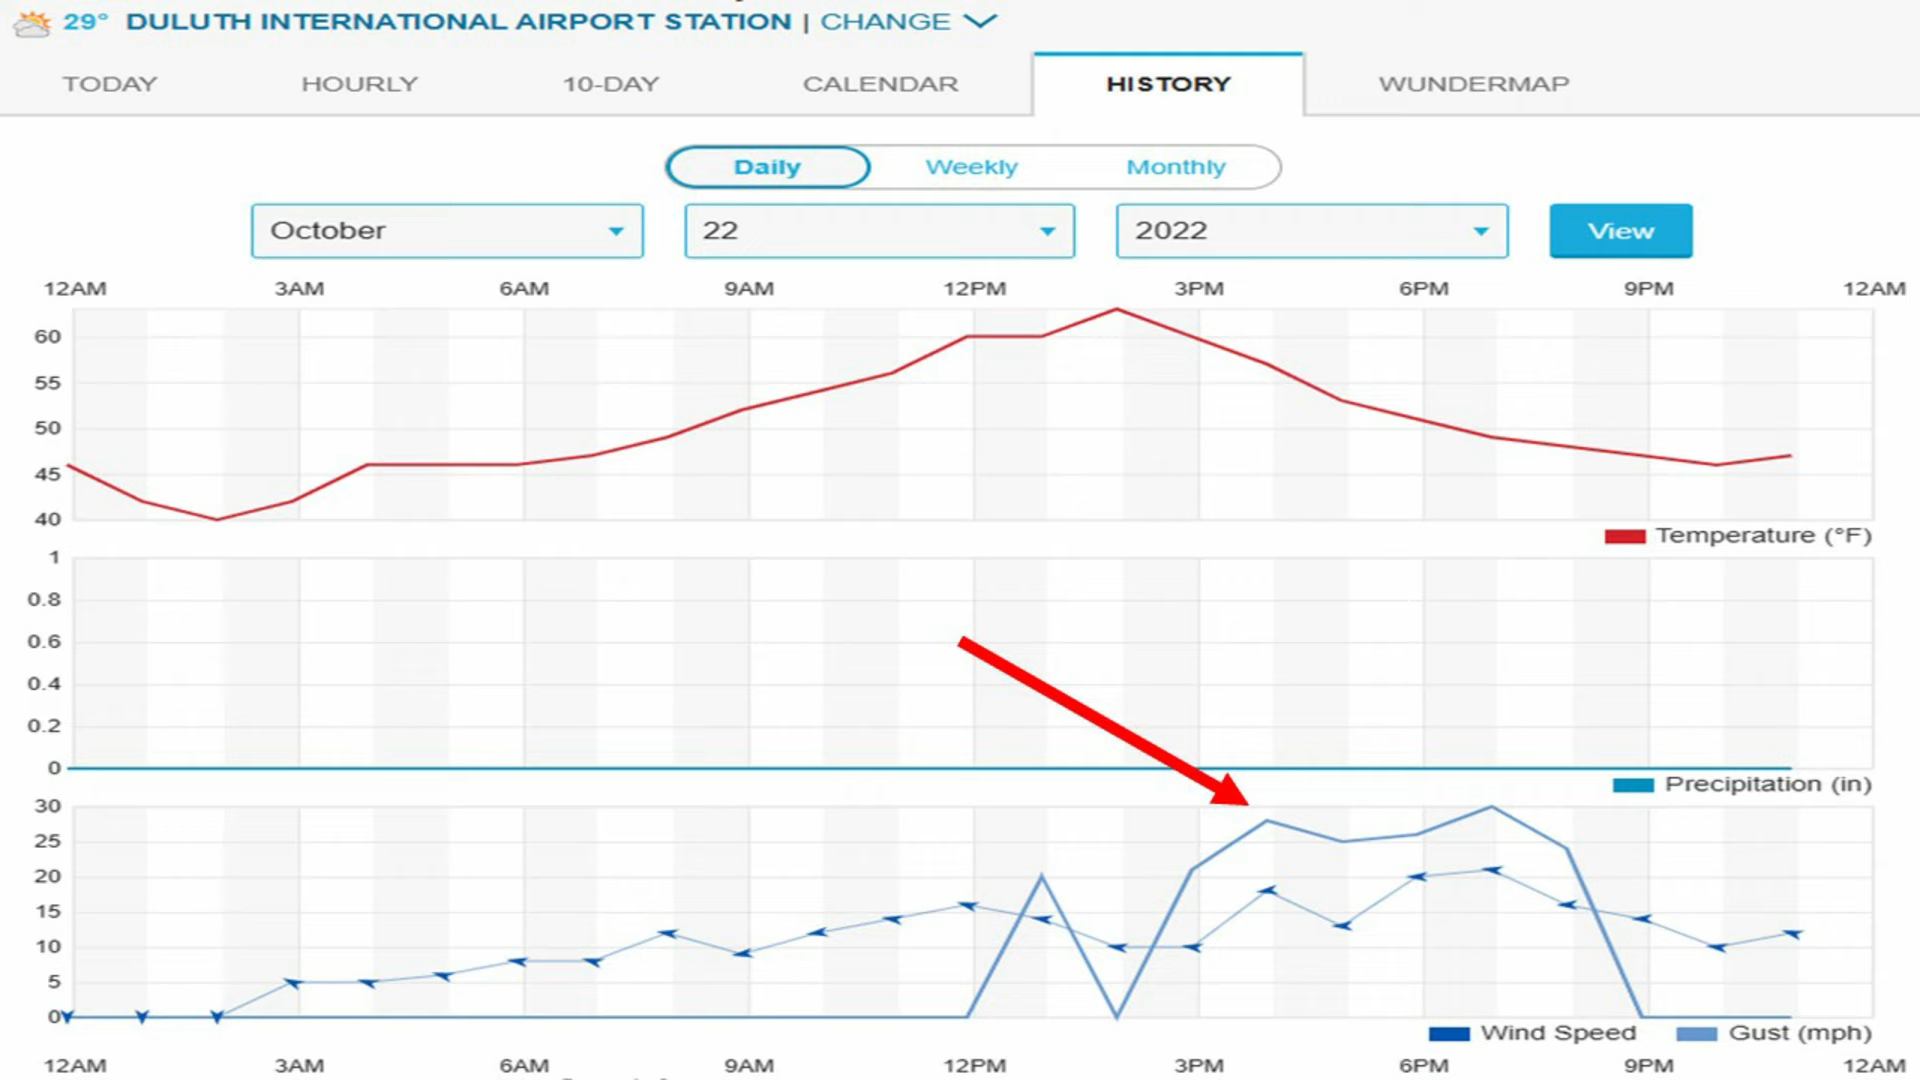 29° DULUTH INTERNATIONAL AIRPORT STATION | CHANGE
TODAY HOURLY 10-DAY CALENDAR HISTORY WUNDERMAP
Daily Weekly Monthly
October 22 2022 View
12AM 3AM 6AM 9AM 12PM 3PM 6PM 9PM 12AM
60
55
50
45
40
Temperature (°F)
1
0.8
0.6
0.4
0.2
0
Precipitation (in)
30
25
20
15
10
5
0
Wind Speed Gust (mph)
12AM 3AM 6AM 9AM 12PM 3PM 6PM 9PM 12AM